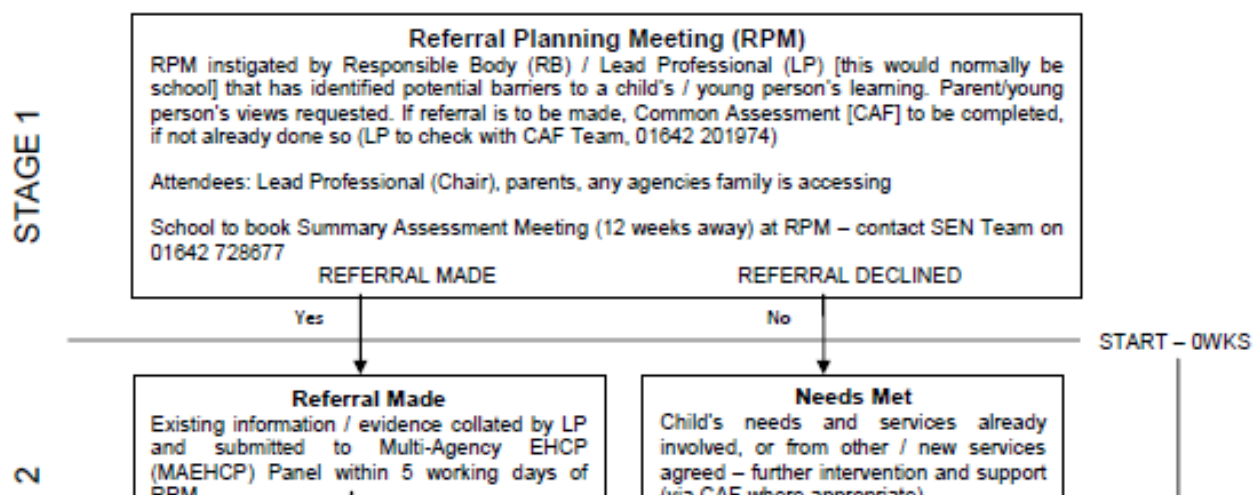 STAGE 1
Referral Planning Meeting (RPM)
RPM instigated by Responsible Body (RB) / Lead Professional (LP) [this would normally be
school] that has identified potential barriers to a child's / young person's learning. Parent/young
person's views requested. If referral is to be made, Common Assessment [CAF] to be completed,
if not already done so (LP to check with CAF Team, 01642 201974)
Attendees: Lead Professional (Chair), parents, any agencies family is accessing
School to book Summary Assessment Meeting (12 weeks away) at RPM – contact SEN Team on
01642 728677
REFERRAL MADE REFERRAL DECLINED
Yes No
START – 0WKS
2
Referral Made
Existing information / evidence collated by LP
and submitted to Multi-Agency EHCP
(MAEHCP) Panel within 5 working days of
RPM
Needs Met
Child's needs and services already
involved, or from other / new services
agreed – further intervention and support
(via CAF where appropriate)